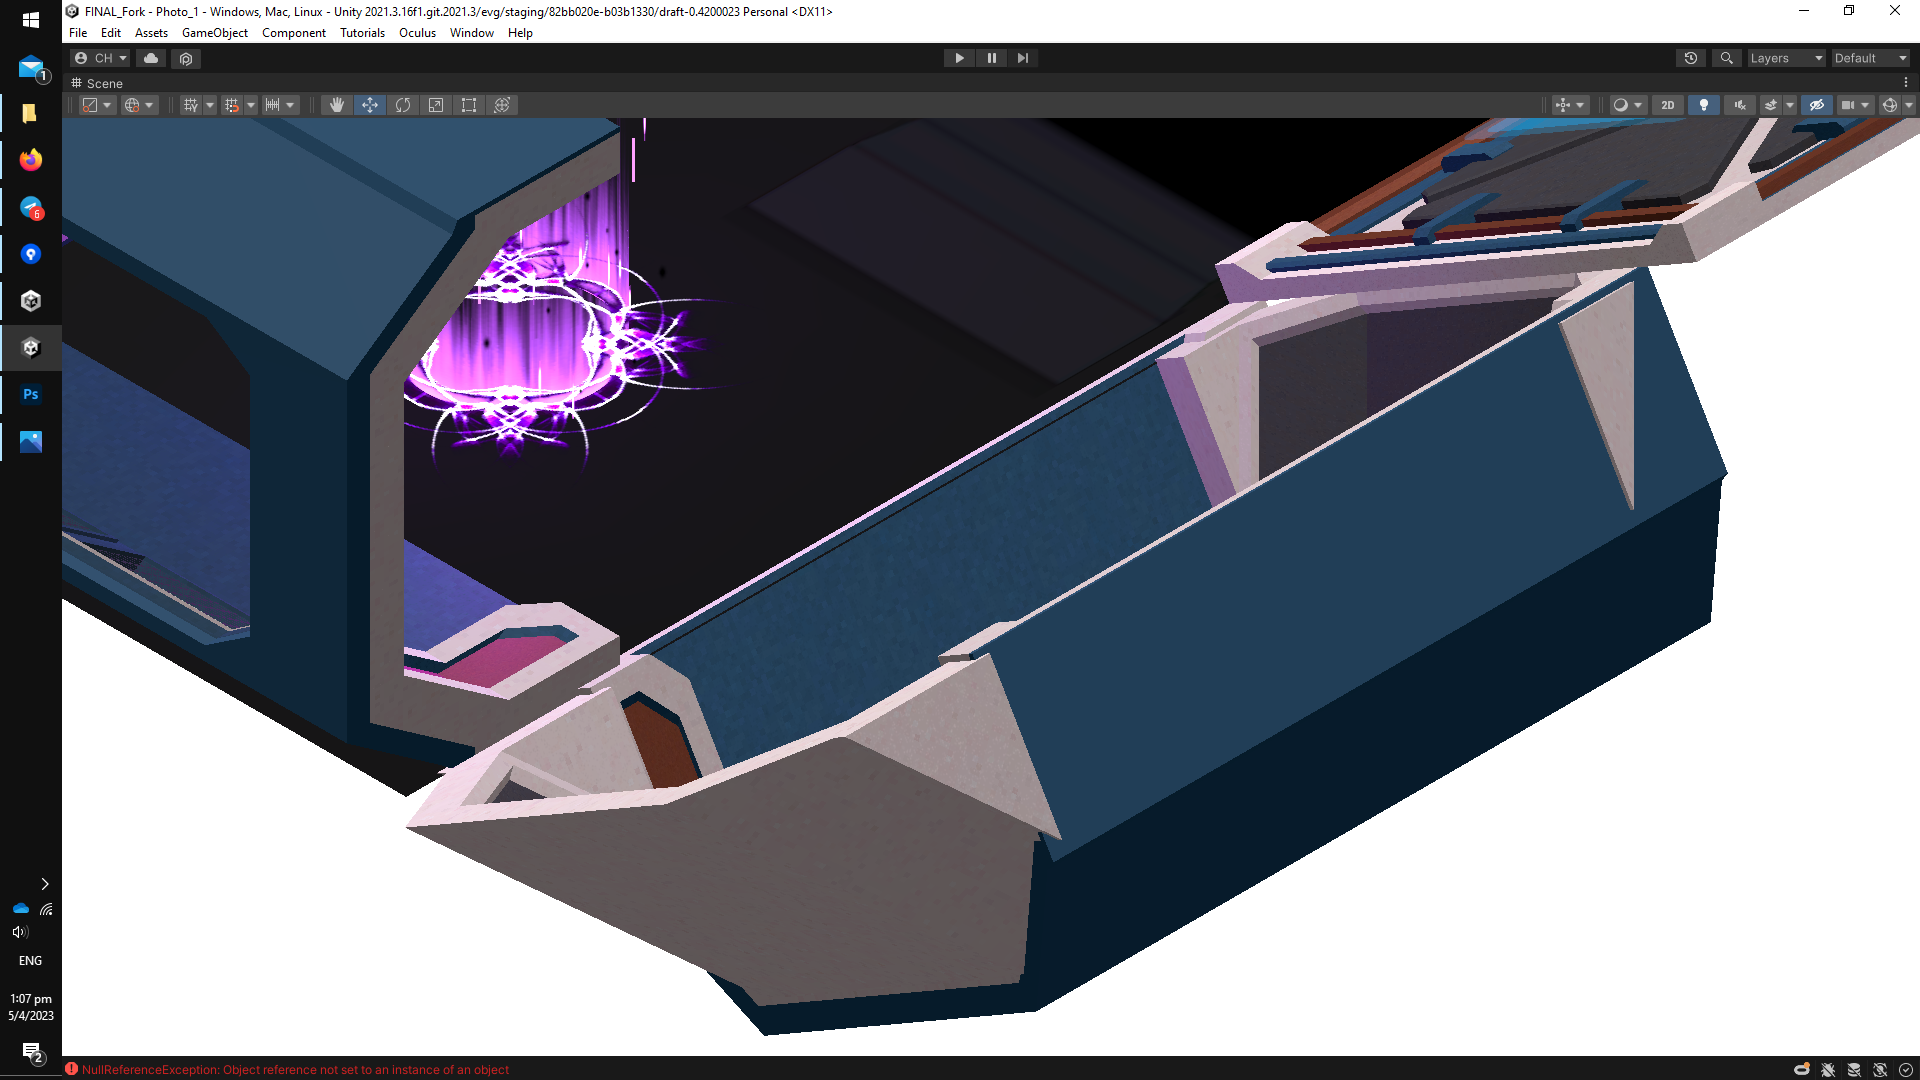 FINAL_Fork - Photo_1 - Windows, Mac, Linux - Unity 2021.3.16f1.git.2021.3/evg/staging/82bb020e-b03b1330/draft-0.4200023 Personal <DX11>
File Edit Assets GameObject Component Tutorials Oculus Window Help
CH Layers Default
Scene
2D
1
6
Ps
ENG
1:07 pm
5/4/2023
2
NullReferenceException: Object reference not set to an instance of an object